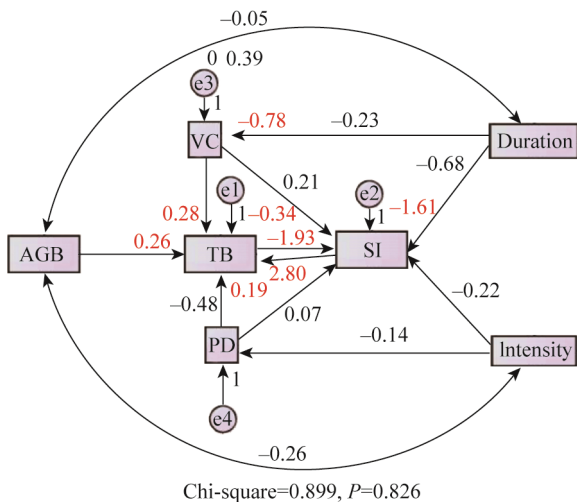 −0.05
0 0.39
e3
1
VC
−0.78
−0.23
Duration
−0.68
0.21
e1
e2
0.28
1
−0.34
1
−1.61
AGB
0.26
TB
−1.93
SI
2.80
0.19
−0.48
0.07
−0.22
PD
−0.14
Intensity
1
e4
−0.26
Chi-square=0.899, P=0.826